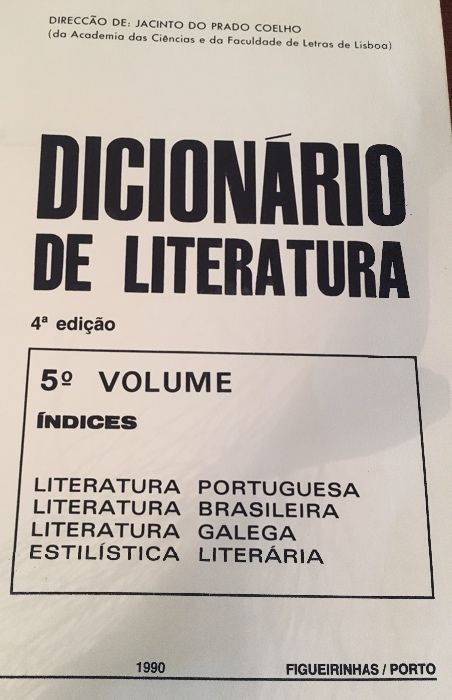 DIRECÇÃO DE: JACINTO DO PRADO COELHO
(da Academia das Ciências e da Faculdade de Letras de Lisboa)
DICIONÁRIO
DE LITERATURA
4ª edição
5º VOLUME
ÍNDICES
LITERATURA PORTUGUESA
LITERATURA BRASILEIRA
LITERATURA GALEGA
ESTILÍSTICA LITERÁRIA
1990 FIGUEIRINHAS / PORTO